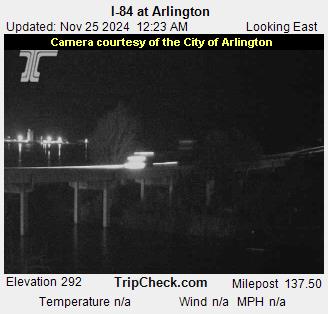 I-84 at Arlington
Updated: Nov 25 2024 12:23 AM Looking East
Camera courtesy of the City of Arlington
Elevation 292 TripCheck.com Milepost 137.50
Temperature n/a Wind n/a MPH n/a